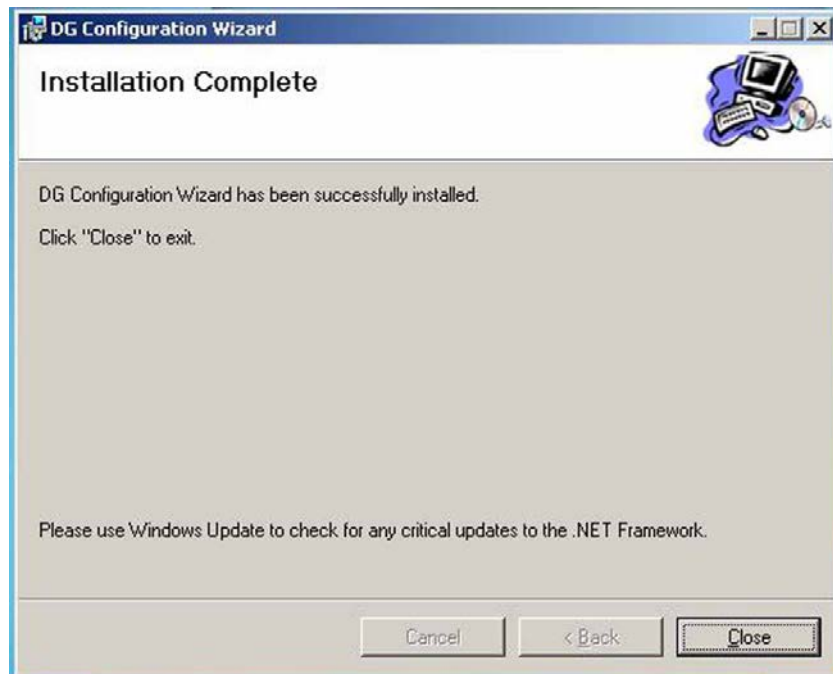 DG Configuration Wizard
Installation Complete
DG Configuration Wizard has been successfully installed.
Click "Close" to exit.
Please use Windows Update to check for any critical updates to the .NET Framework.
Cancel
< Back
Close